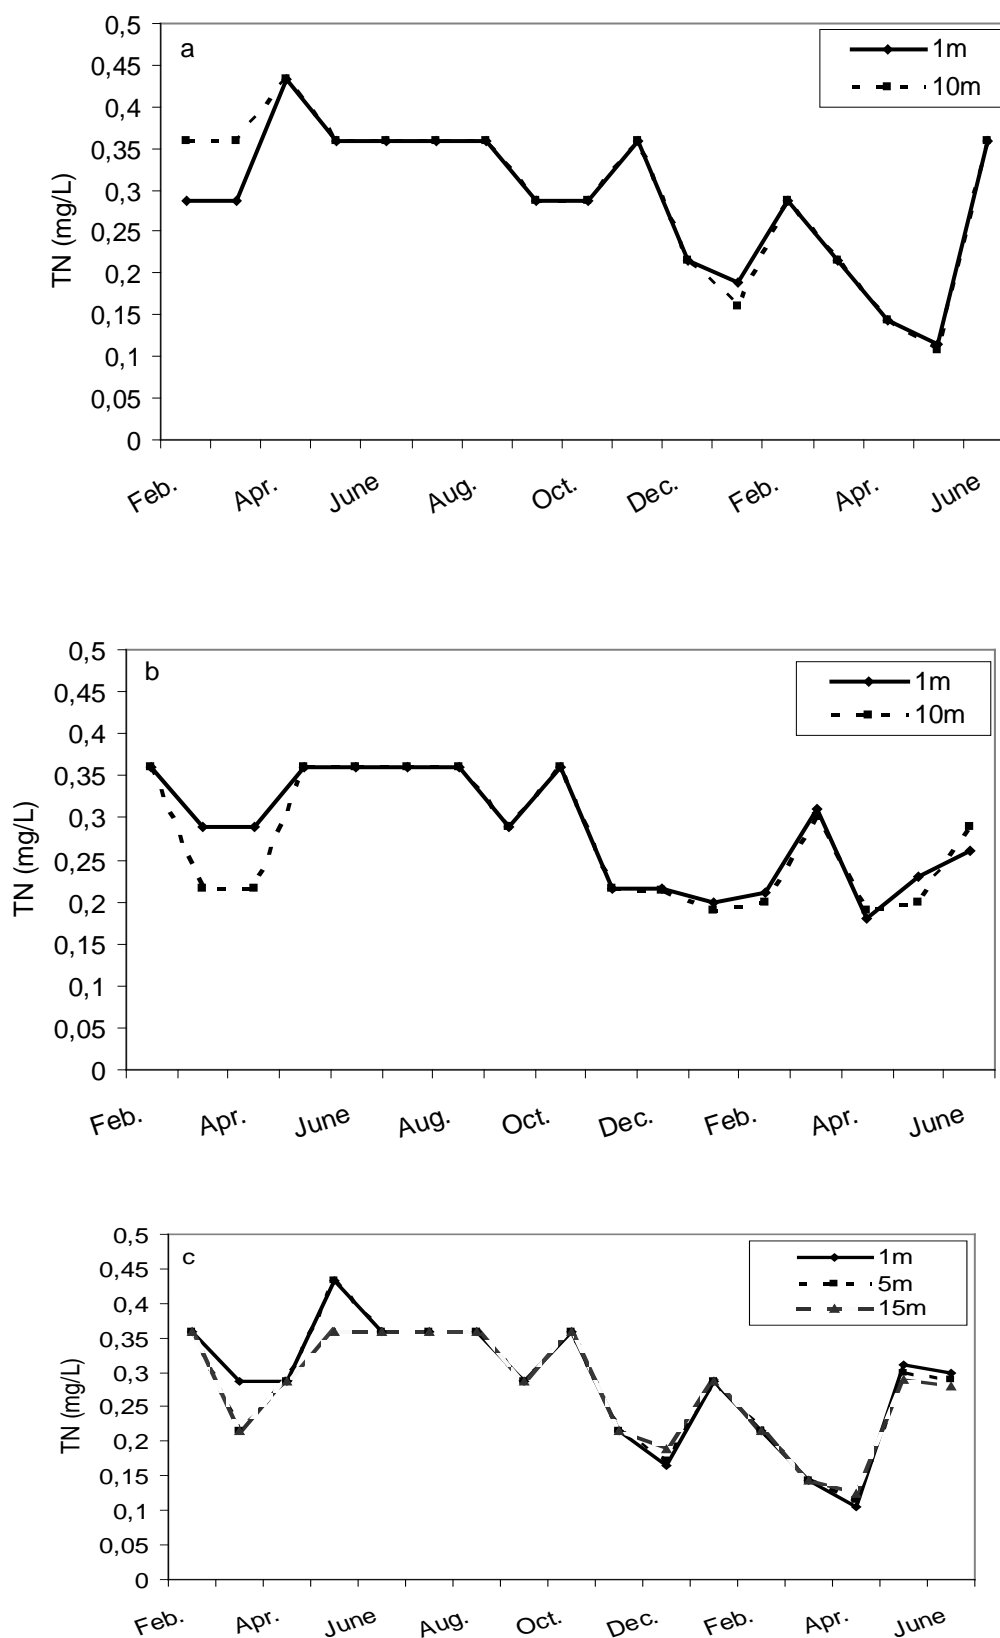 0,5
a
1m
0,45
10m
0,4
0,35
0,3
TN (mg/L)
0,25
0,2
0,15
0,1
0,05
0
Feb. Apr. June Aug. Oct. Dec. Feb. Apr. June
0,5
b
1m
0,45
10m
0,4
0,35
0,3
TN (mg/L)
0,25
0,2
0,15
0,1
0,05
0
Feb. Apr. June Aug. Oct. Dec. Feb. Apr. June
0,5
c
1m
0,45
5m
15m
0,4
0,35
0,3
TN (mg/L)
0,25
0,2
0,15
0,1
0,05
0
Feb. Apr. June Aug. Oct. Dec. Feb. Apr. June